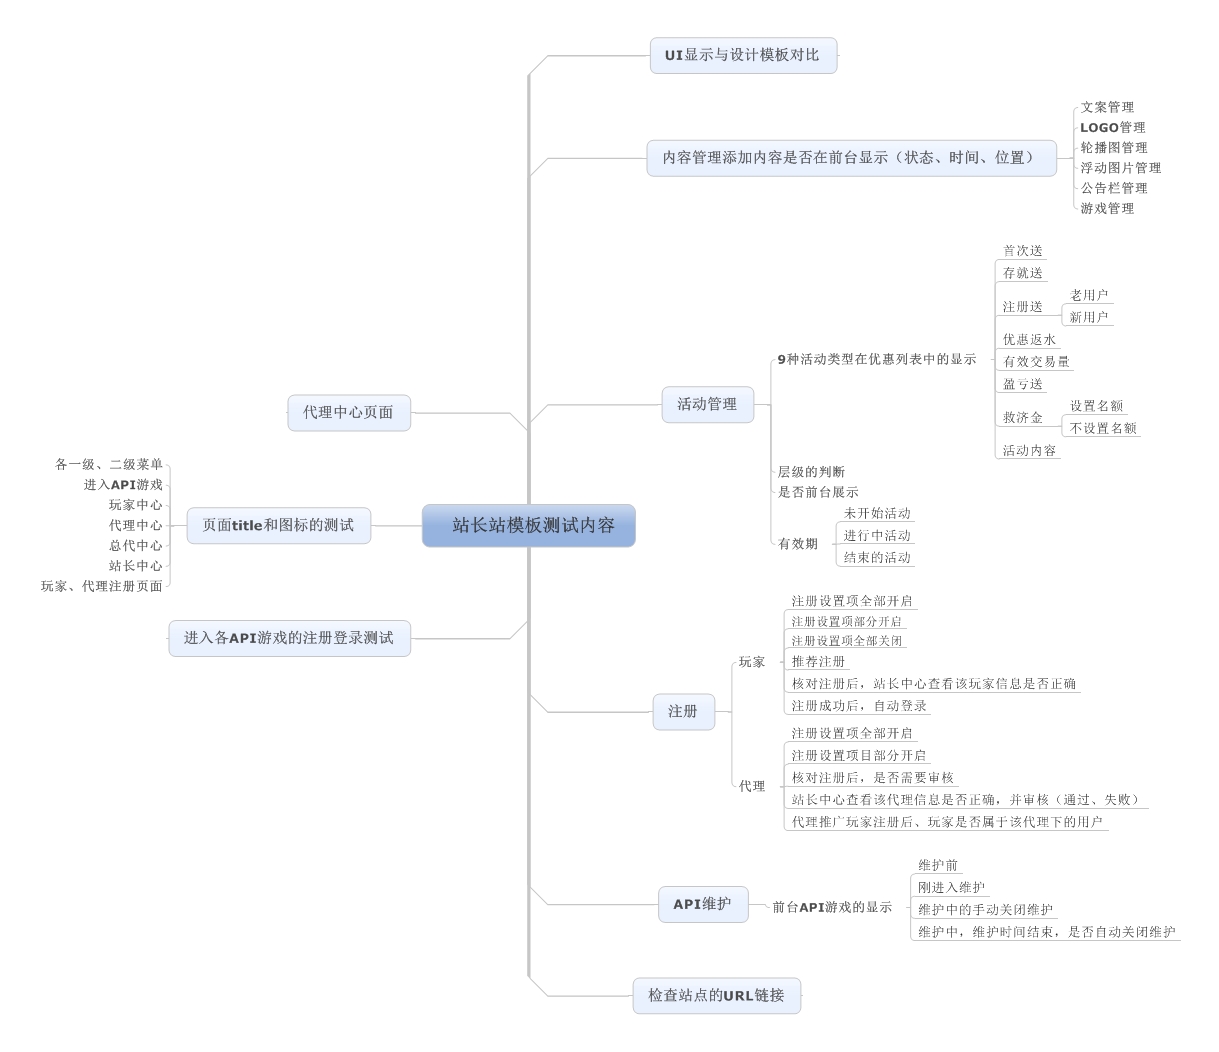 站长站模板测试内容
UI显示与设计模板对比
内容管理添加内容是否在前台显示（状态、时间、位置）
文案管理
LOGO管理
轮播图管理
浮动图片管理
公告栏管理
游戏管理
活动管理
9种活动类型在优惠列表中的显示
首次送
存就送
注册送
老用户
新用户
优惠返水
有效交易量
盈亏送
救济金
设置名额
不设置名额
活动内容
层级的判断
是否前台展示
有效期
未开始活动
进行中活动
结束的活动
注册
玩家
注册设置项全部开启
注册设置项部分开启
注册设置项全部关闭
推荐注册
核对注册后，站长中心查看该玩家信息是否正确
注册成功后，自动登录
代理
注册设置项全部开启
注册设置项目部分开启
核对注册后，是否需要审核
站长中心查看该代理信息是否正确，并审核（通过、失败）
代理推广玩家注册后、玩家是否属于该代理下的用户
API维护
前台API游戏的显示
维护前
刚进入维护
维护中的手动关闭维护
维护中，维护时间结束，是否自动关闭维护
检查站点的URL链接
代理中心页面
页面title和图标的测试
各一级、二级菜单
进入API游戏
玩家中心
代理中心
总代中心
站长中心
玩家、代理注册页面
进入各API游戏的注册登录测试